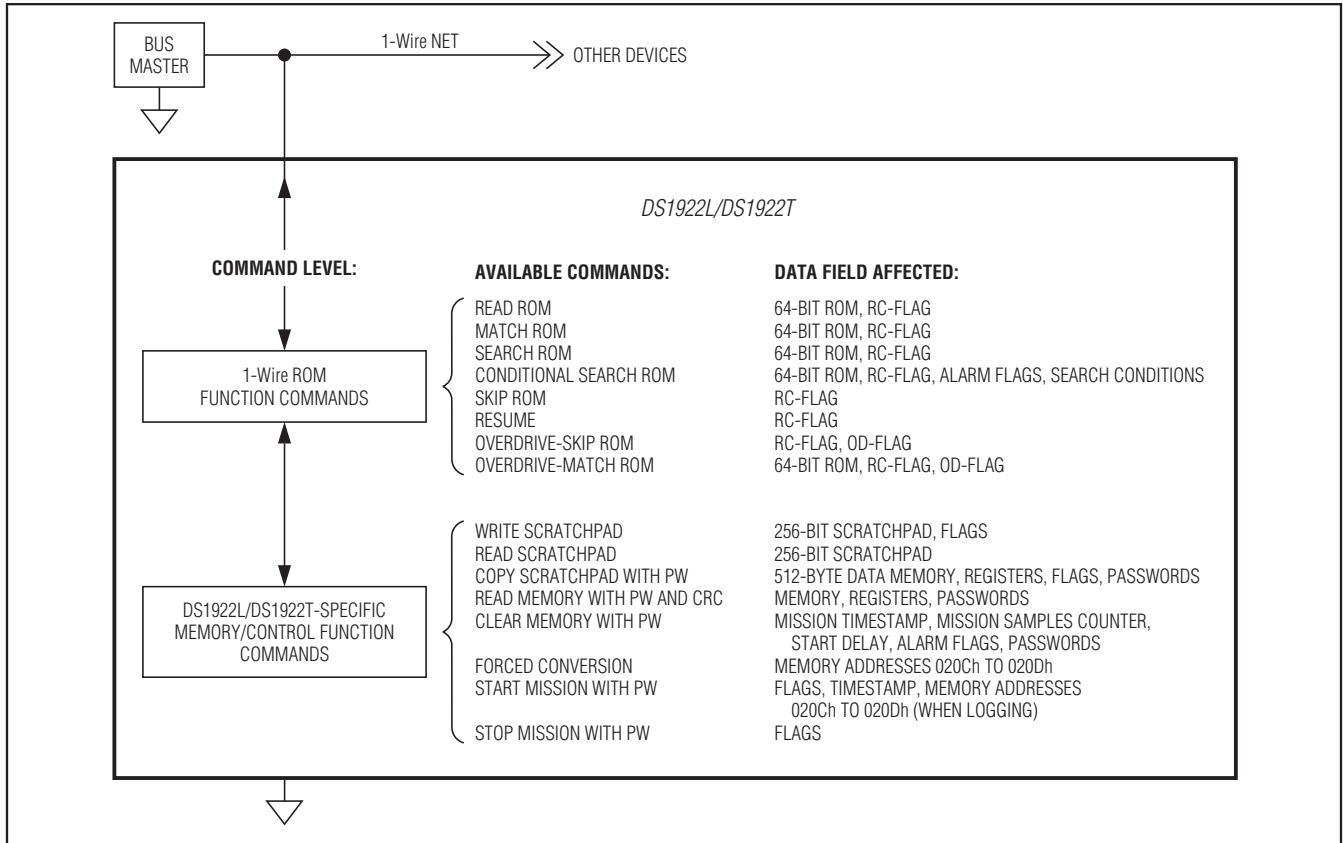 BUS
MASTER
1-Wire NET
OTHER DEVICES
DS1922L/DS1922T
COMMAND LEVEL:
AVAILABLE COMMANDS:
DATA FIELD AFFECTED:
1-Wire ROM
FUNCTION COMMANDS
READ ROM 64-BIT ROM, RC-FLAG
MATCH ROM 64-BIT ROM, RC-FLAG
SEARCH ROM 64-BIT ROM, RC-FLAG
CONDITIONAL SEARCH ROM 64-BIT ROM, RC-FLAG, ALARM FLAGS, SEARCH CONDITIONS
SKIP ROM RC-FLAG
RESUME RC-FLAG
OVERDRIVE-SKIP ROM RC-FLAG, OD-FLAG
OVERDRIVE-MATCH ROM 64-BIT ROM, RC-FLAG, OD-FLAG
DS1922L/DS1922T-SPECIFIC
MEMORY/CONTROL FUNCTION
COMMANDS
WRITE SCRATCHPAD 256-BIT SCRATCHPAD, FLAGS
READ SCRATCHPAD 256-BIT SCRATCHPAD
COPY SCRATCHPAD WITH PW 512-BYTE DATA MEMORY, REGISTERS, FLAGS, PASSWORDS
READ MEMORY WITH PW AND CRC MEMORY, REGISTERS, PASSWORDS
CLEAR MEMORY WITH PW MISSION TIMESTAMP, MISSION SAMPLES COUNTER,
START DELAY, ALARM FLAGS, PASSWORDS
FORCED CONVERSION MEMORY ADDRESSES 020Ch TO 020Dh
START MISSION WITH PW FLAGS, TIMESTAMP, MEMORY ADDRESSES
020Ch TO 020Dh (WHEN LOGGING)
STOP MISSION WITH PW FLAGS